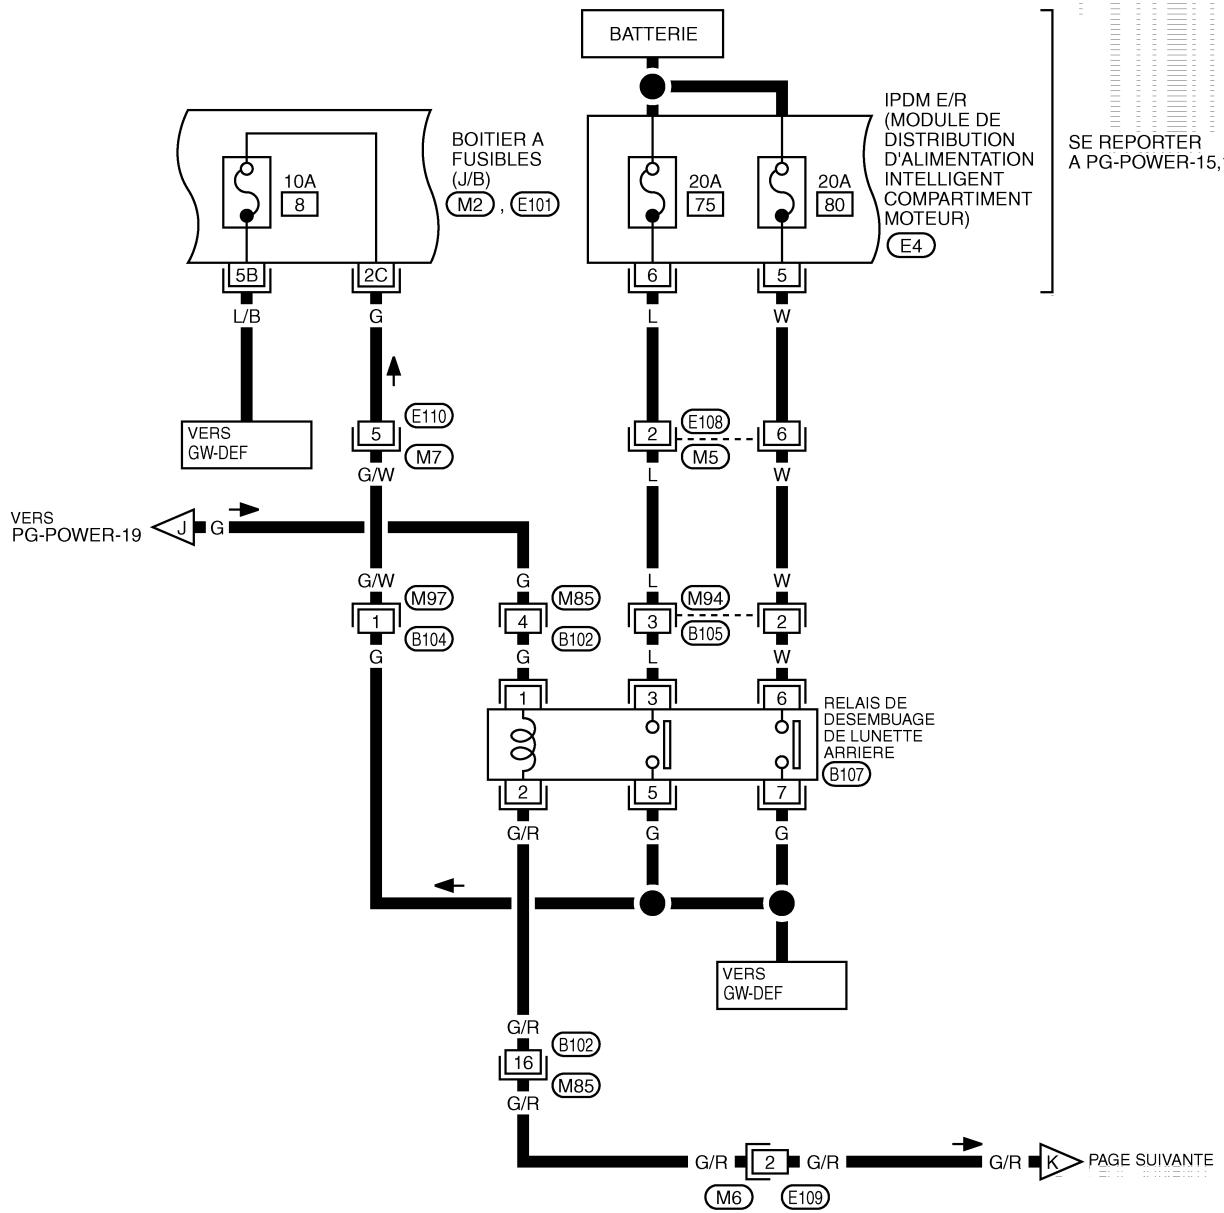 BATTERIE
IPDM E/R
(MODULE DE
DISTRIBUTION
D'ALIMENTATION
INTELLIGENT
COMPARTIMENT
MOTEUR)
E4
SE REPORTER
A PG-POWER-15,
BOITIER A
FUSIBLES
(J/B)
M2 , E101
10A
8
20A
75
20A
80
5B
2C
6
5
L/B
G
L
W
VERS
GW-DEF
5
E110
M7
2
E108
M5
6
G/W
L
W
VERS
PG-POWER-19
J
G
G/W
G
L
W
1
M97
B104
4
M85
B102
3
M94
B105
2
G
G
L
W
1
3
6
RELAIS DE
DESEMBUAGE
DE LUNETTE
ARRIERE
B107
2
5
7
G/R
G
G
VERS
GW-DEF
G/R
16
B102
M85
G/R
G/R
2
G/R
G/R
K
PAGE SUIVANTE
M6
E109